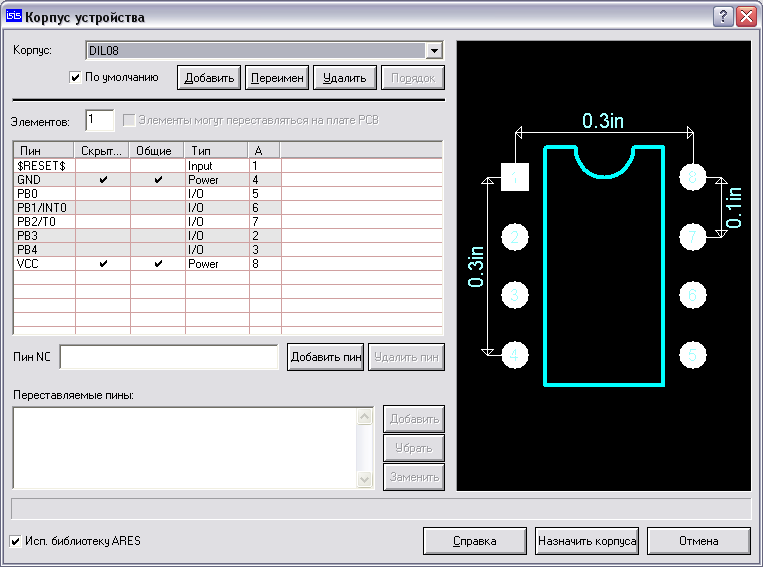 isis Корпус устройства
Корпус: DIL08
По умолчанию Добавить Переимен Удалить Порядок
Элементов: 1 Элементы могут переставляться на плате PCB
Пин Скрыт... Общие Тип A
$RESET$ Input 1
GND ✔ ✔ Power 4
PB0 I/O 5
PB1/INT0 I/O 6
PB2/T0 I/O 7
PB3 I/O 2
PB4 I/O 3
VCC ✔ ✔ Power 8
Пин NC Добавить пин Удалить пин
Переставляемые пины:
Добавить
Убрать
Заменить
Исп. библиотеку ARES Справка Назначить корпуса Отмена
0.3in
1 8
0.1in
2 7
0.3in
3 6
4 5